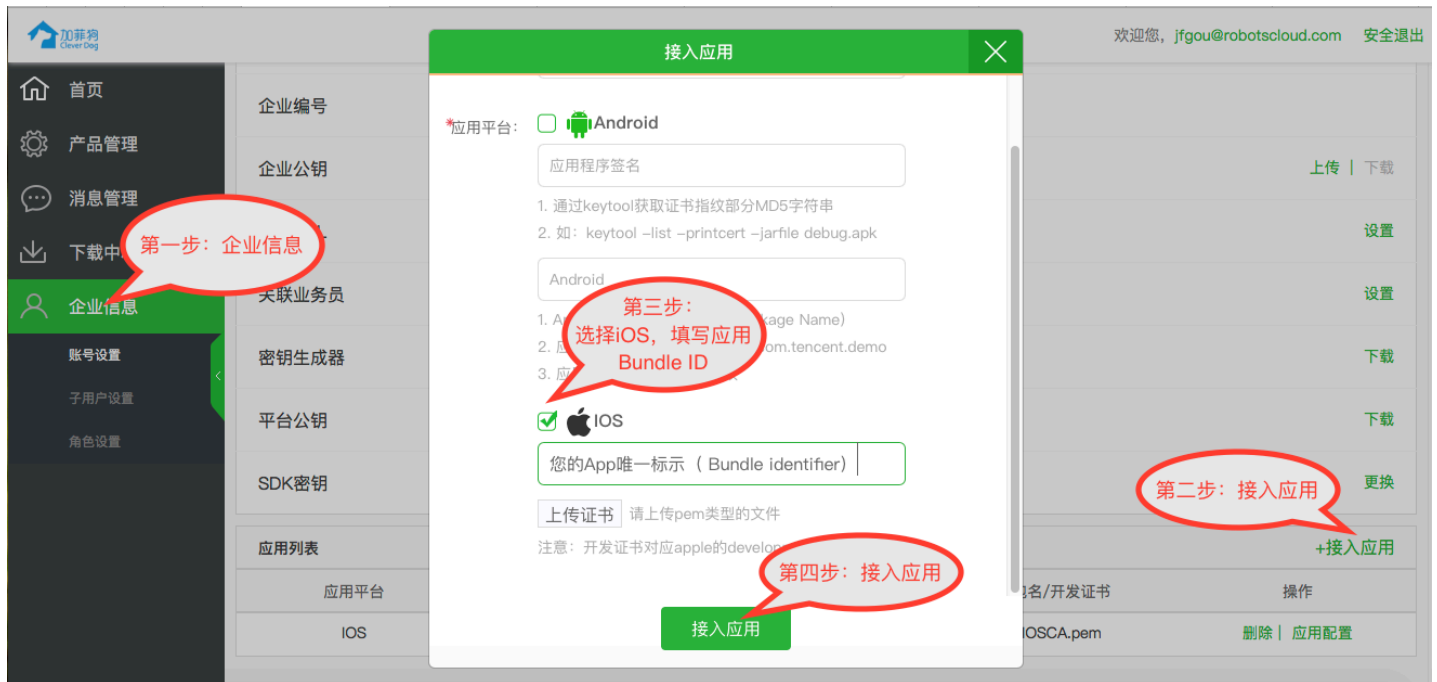 加菲狗
Clever Dog
欢迎您，jfgou@robotscloud.com 安全退出
首页
产品管理
消息管理
下载中
企业信息
账号设置
子用户设置
角色设置
第一步：企业信息
企业编号
企业公钥
上传 | 下载
设置
关联业务员
设置
密钥生成器
下载
平台公钥
下载
SDK密钥
更换
接入应用
*应用平台：
Android
应用程序签名
1. 通过keytool获取证书指纹部分MD5字符串
2. 如：keytool –list –printcert –jarfile debug.apk
Android
1. A kage Name)
2. 应 om.tencent.demo
3. 应
第三步：
选择iOS，填写应用
Bundle ID
IOS
您的App唯一标示（ Bundle identifier）
上传证书 请上传pem类型的文件
注意：开发证书对应apple的develop
第四步：接入应用
接入应用
第二步：接入应用
应用列表
+接入应用
应用平台
名/开发证书
操作
IOS
IOSCA.pem
删除 | 应用配置